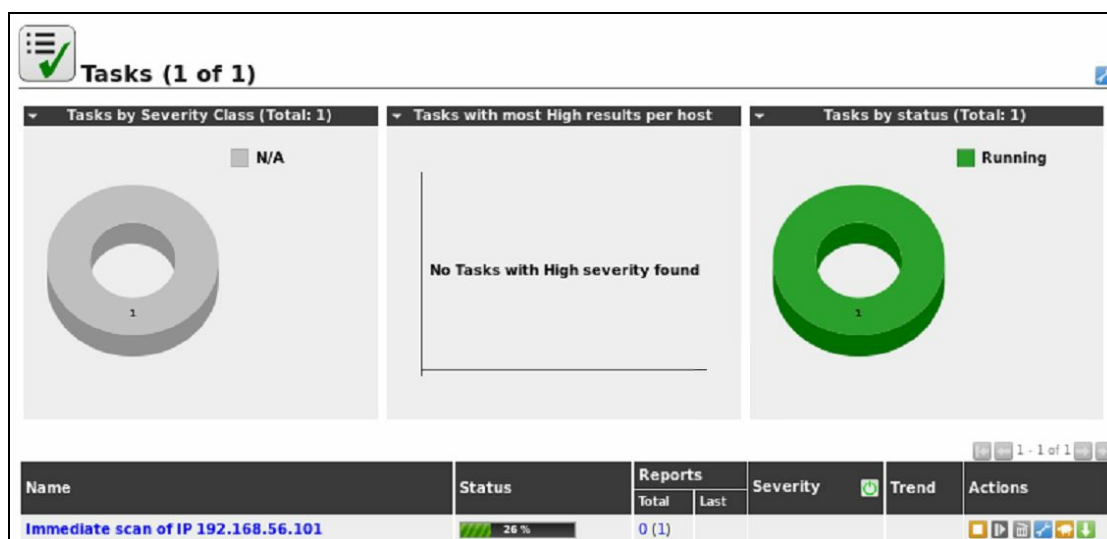 Tasks (1 of 1)
Tasks by Severity Class (Total: 1)
N/A
1
Tasks with most High results per host
No Tasks with High severity found
Tasks by status (Total: 1)
Running
1
1 - 1 of 1
Name Status Reports Severity Trend Actions
Total Last
Immediate scan of IP 192.168.56.101 26 % 0 (1)